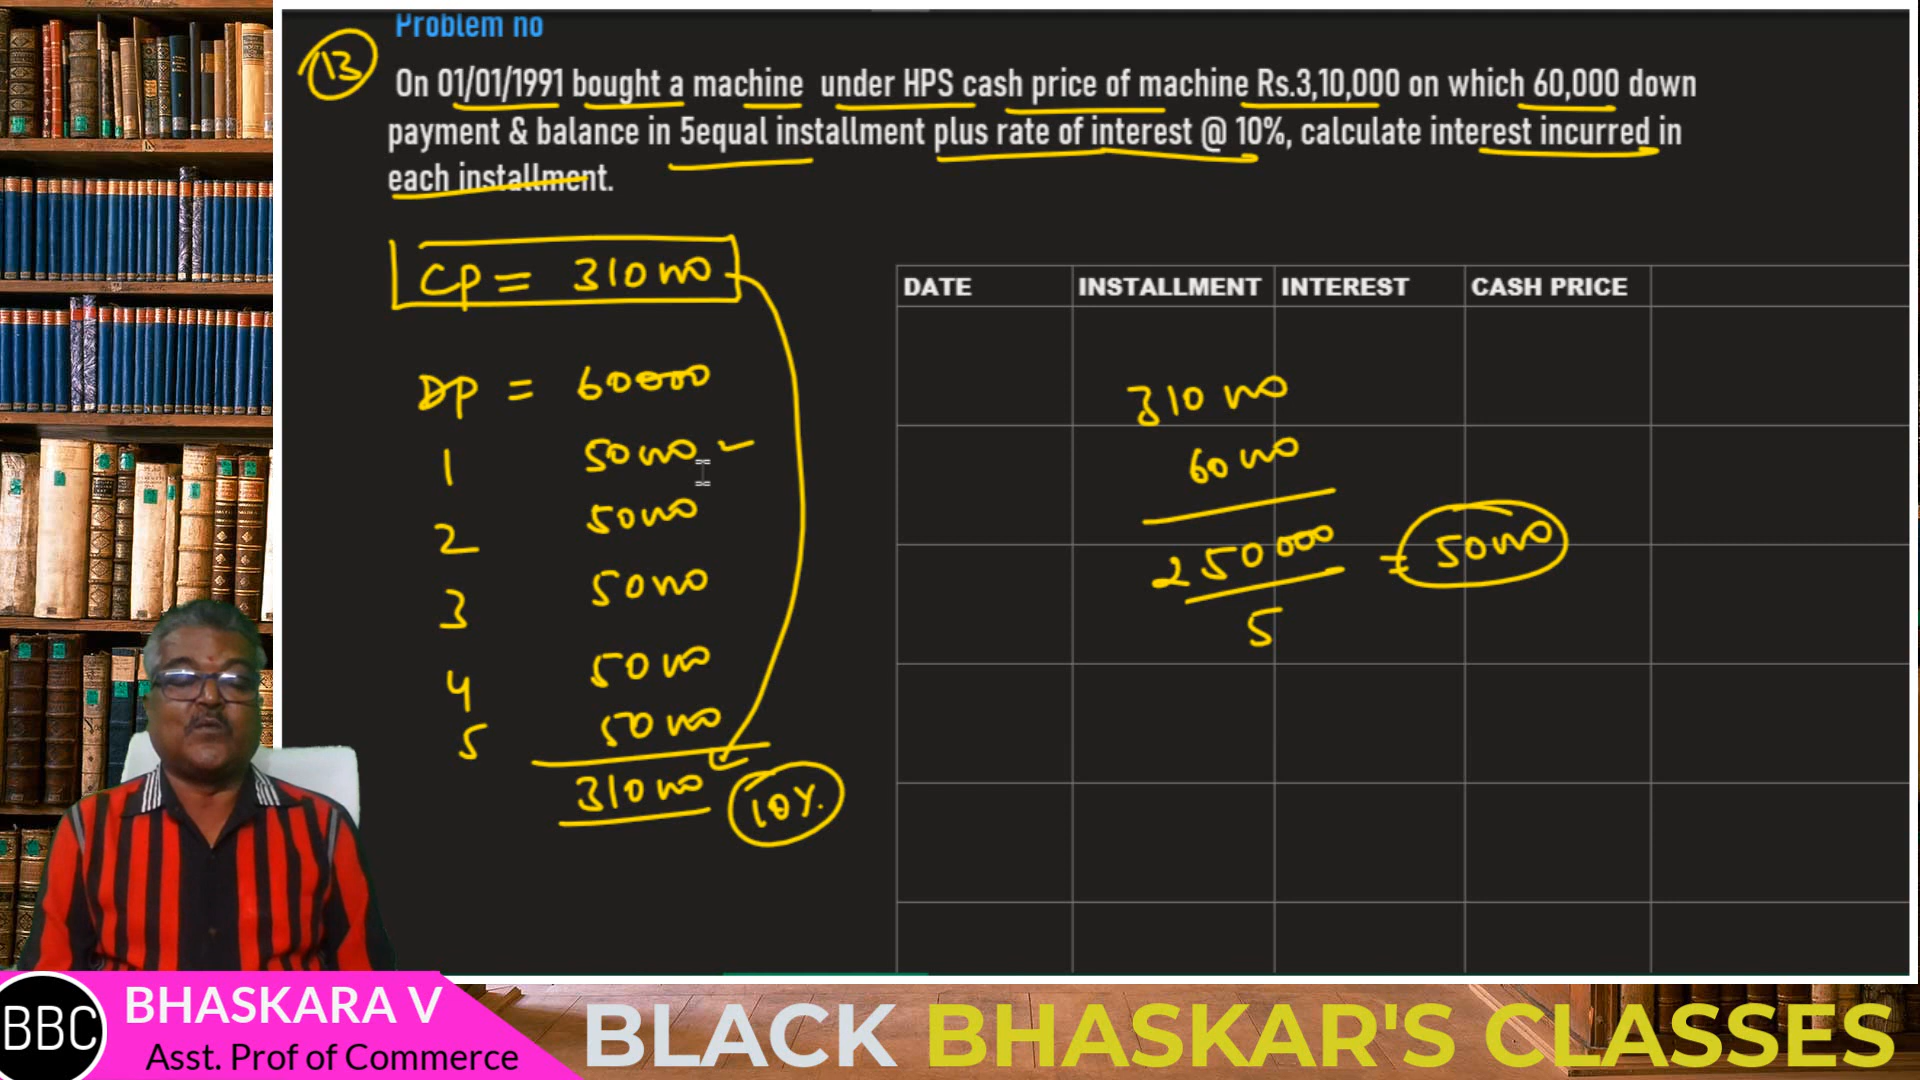 Problem no
13
On 01/01/1991 bought a machine under HPS cash price of machine Rs.3,10,000 on which 60,000 down
payment & balance in 5equal installment plus rate of interest @ 10%, calculate interest incurred in
each installment.
CP = 310000
DP = 60000
1 50000
2 50000
3 50000
4 50000
5 50000
310000 10%
DATE INSTALLMENT INTEREST CASH PRICE
310000
60000
250000 = 50000
5
BBC
BHASKARA V
Asst. Prof of Commerce
BLACK BHASKAR'S CLASSES